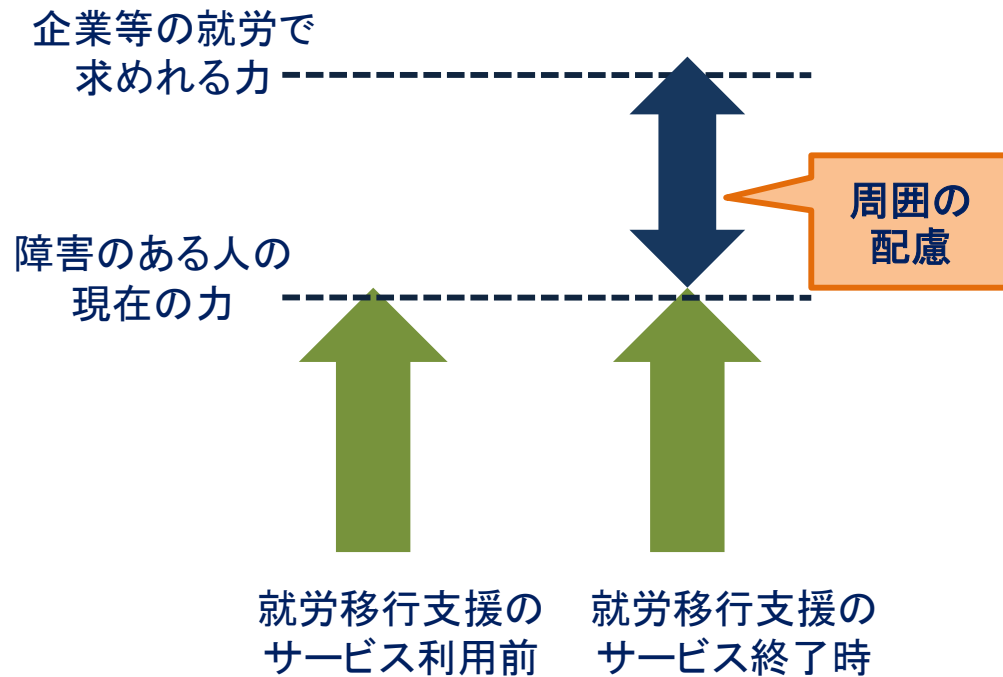 企業等の就労で
求めれる力
周囲の
配慮
障害のある人の
現在の力
就労移行支援の
サービス利用前
就労移行支援の
サービス終了時